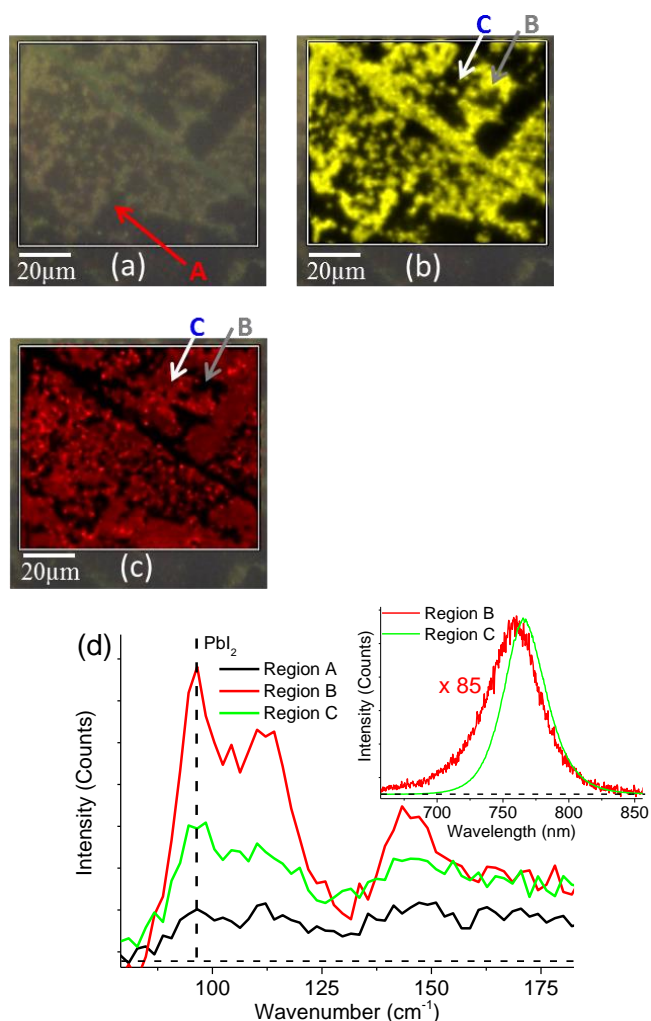 C B
20µm (a) A
20µm (b)
C B
20µm (c)
(d)
PbI₂
Region A
Region B
Region C
Intensity (Counts)
100 125 150 175
Wavenumber (cm⁻¹)
Region B
Region C
x 85
Intensity (Counts)
700 750 800 850
Wavelength (nm)